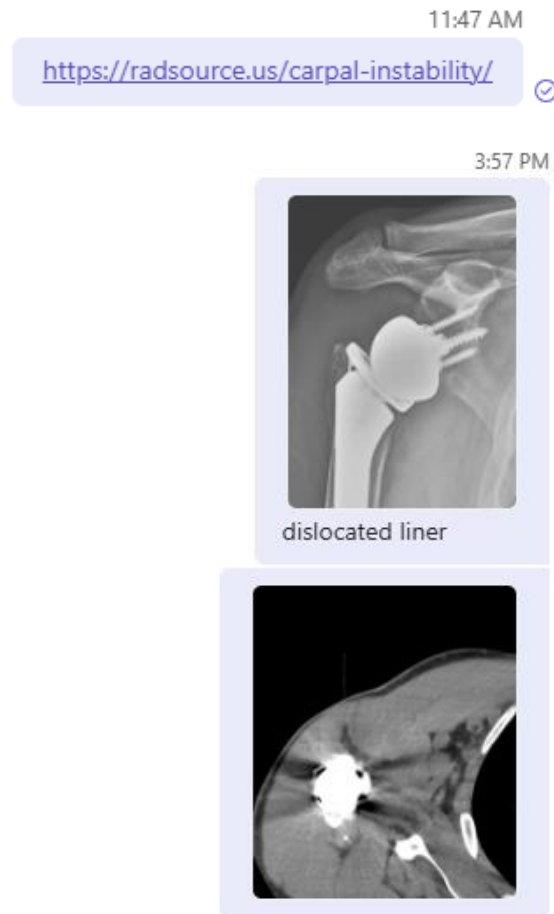 11:47 AM
https://radsource.us/carpal-instability/
3:57 PM
dislocated liner